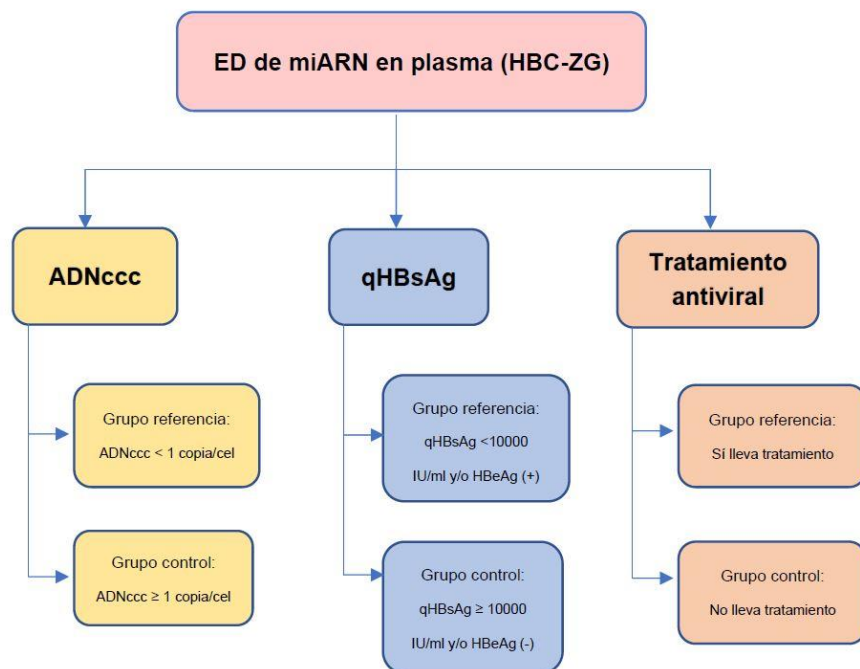 ED de miARN en plasma (HBC-ZG)
ADNccc
qHBsAg
Tratamiento
antiviral
Grupo referencia:
ADNccc < 1 copia/cel
Grupo control:
ADNccc ≥ 1 copia/cel
Grupo referencia:
qHBsAg <10000
IU/ml y/o HBeAg (+)
Grupo control:
qHBsAg ≥ 10000
IU/ml y/o HBeAg (-)
Grupo referencia:
Sí lleva tratamiento
Grupo control:
No lleva tratamiento